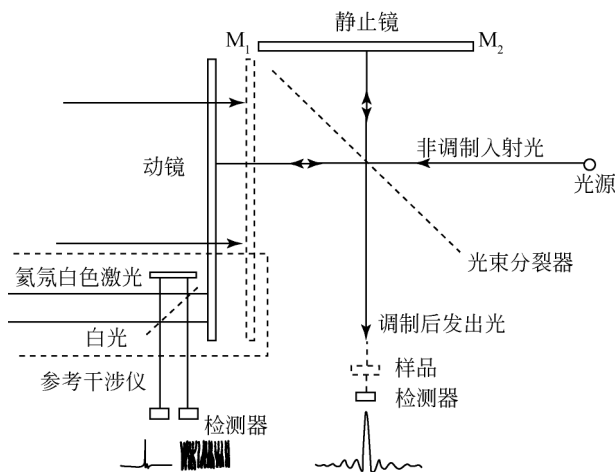 静止镜
M1
M2
动镜
非调制入射光
光源
光束分裂器
氦氖白色激光
白光
调制后发出光
参考干涉仪
样品
检测器
检测器